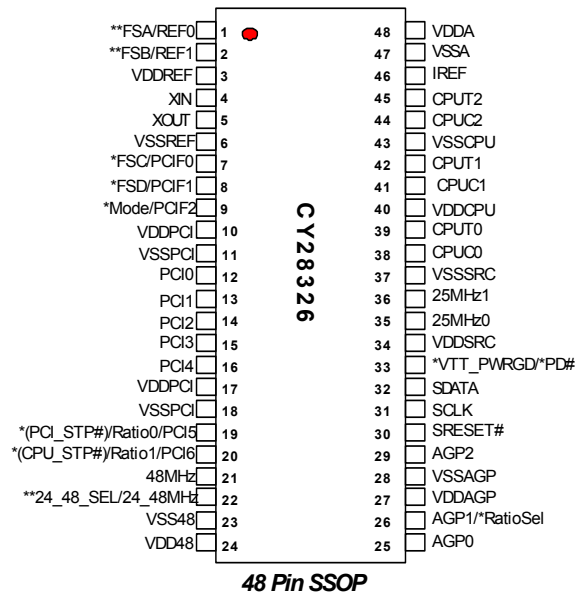 **FSA/REF0 1 48 VDDA
**FSB/REF1 2 47 VSSA
VDDREF 3 46 IREF
XIN 4 45 CPUT2
XOUT 5 44 CPUC2
VSSREF 6 43 VSSCPU
*FSC/PCIF0 7 42 CPUT1
*FSD/PCIF1 8 41 CPUC1
*Mode/PCIF2 9 40 VDDCPU
VDDPCI 10 39 CPUT0
VSSPCI 11 38 CPUC0
PCI0 12 37 VSSSRC
PCI1 13 36 25MHz1
PCI2 14 35 25MHz0
PCI3 15 34 VDDSRC
PCI4 16 33 *VTT_PWRGD/*PD#
VDDPCI 17 32 SDATA
VSSPCI 18 31 SCLK
*(PCI_STP#)/Ratio0/PCI5 19 30 SRESET#
*(CPU_STP#)/Ratio1/PCI6 20 29 AGP2
48MHz 21 28 VSSAGP
**24_48_SEL/24_48MHz 22 27 VDDAGP
VSS48 23 26 AGP1/*RatioSel
VDD48 24 25 AGP0
CY28326
48 Pin SSOP